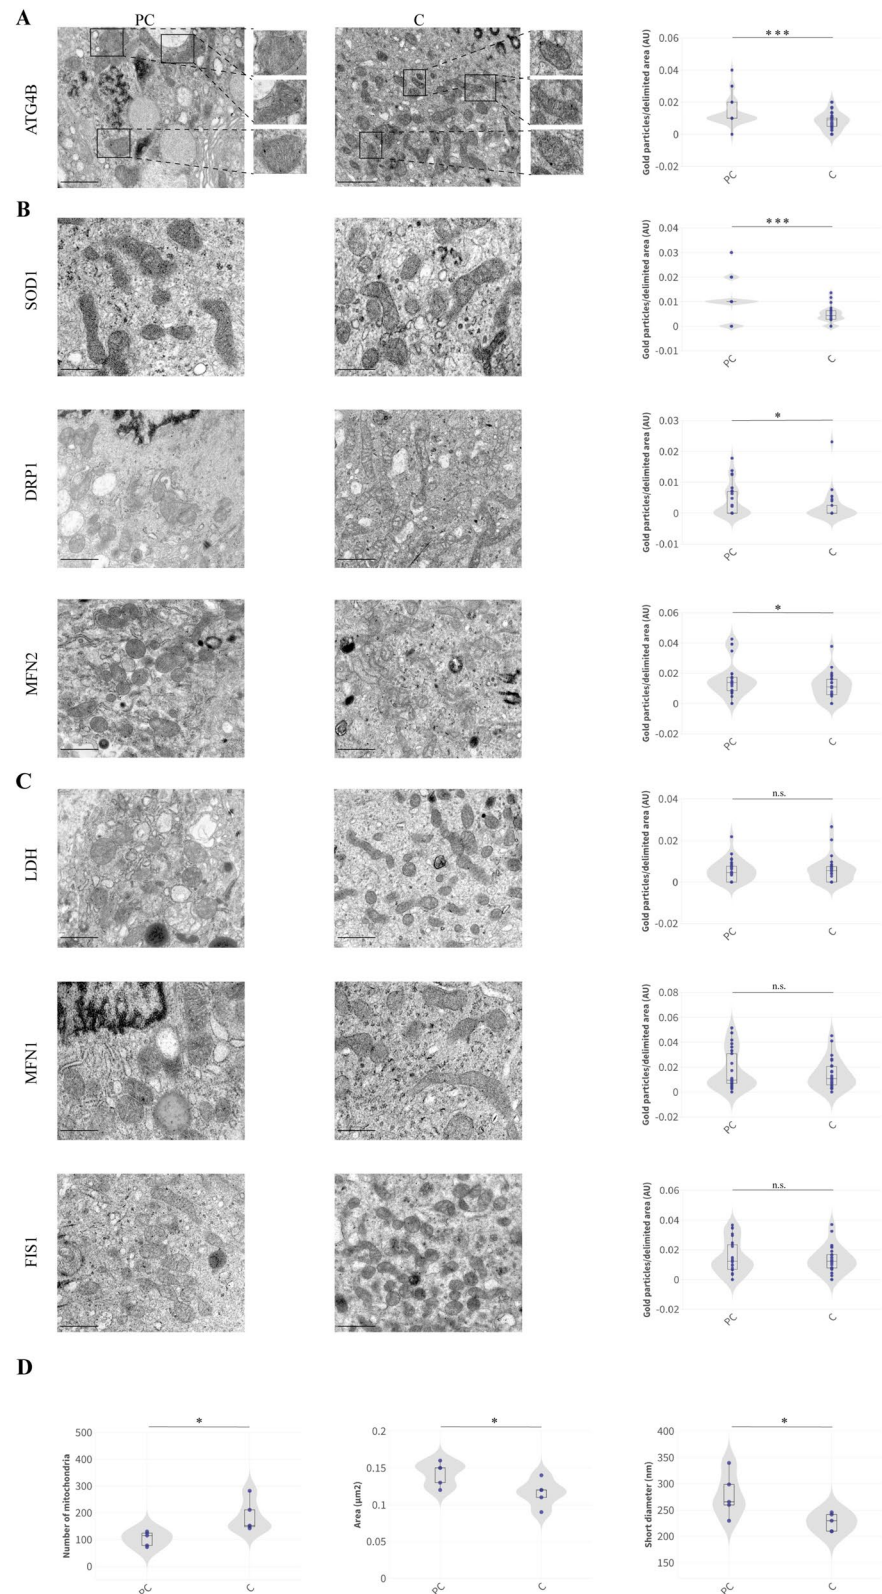 A
PC
C
ATG4B
Gold particles/delimited area (AU)
0.06
0.04
0.02
0
-0.02
***
PC
C
B
SOD1
Gold particles/delimited area (AU)
0.04
0.03
0.02
0.01
0
-0.01
***
PC
C
DRP1
Gold particles/delimited area (AU)
0.03
0.02
0.01
0
-0.01
*
PC
C
MFN2
Gold particles/delimited area (AU)
0.06
0.04
0.02
0
-0.02
*
PC
C
C
LDH
Gold particles/delimited area (AU)
0.04
0.02
0
-0.02
n.s.
PC
C
MFN1
Gold particles/delimited area (AU)
0.08
0.06
0.04
0.02
0
-0.02
n.s.
PC
C
FIS1
Gold particles/delimited area (AU)
0.06
0.04
0.02
0
-0.02
n.s.
PC
C
D
Number of mitochondria
500
400
300
200
100
0
*
PC
C
Area (µm2)
0.2
0.15
0.1
0.05
0
*
PC
C
Short diameter (nm)
400
350
300
250
200
150
*
PC
C